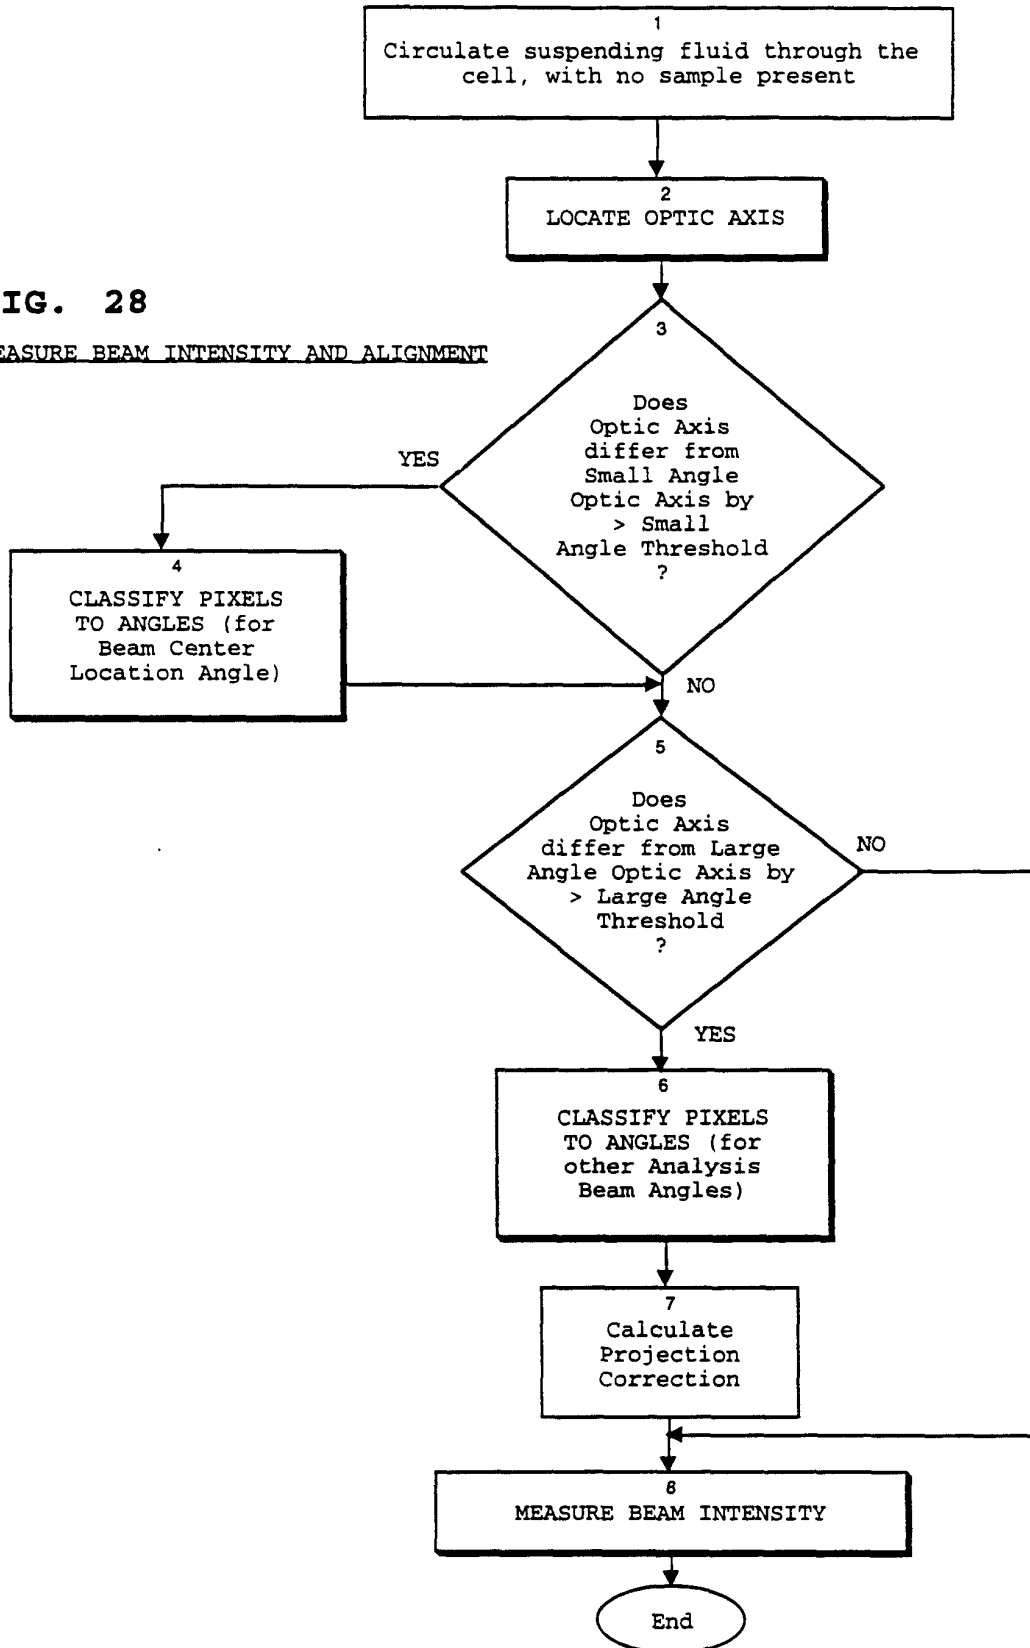 1
Circulate suspending fluid through the
cell, with no sample present
2
LOCATE OPTIC AXIS
IG. 28
EASURE BEAM INTENSITY AND ALIGNMENT
3
Does
Optic Axis
differ from
Small Angle
Optic Axis by
> Small
Angle Threshold
?
YES
4
CLASSIFY PIXELS
TO ANGLES (for
Beam Center
Location Angle)
NO
5
Does
Optic Axis
differ from Large
Angle Optic Axis by
> Large Angle
Threshold
?
NO
YES
6
CLASSIFY PIXELS
TO ANGLES (for
other Analysis
Beam Angles)
7
Calculate
Projection
Correction
8
MEASURE BEAM INTENSITY
End